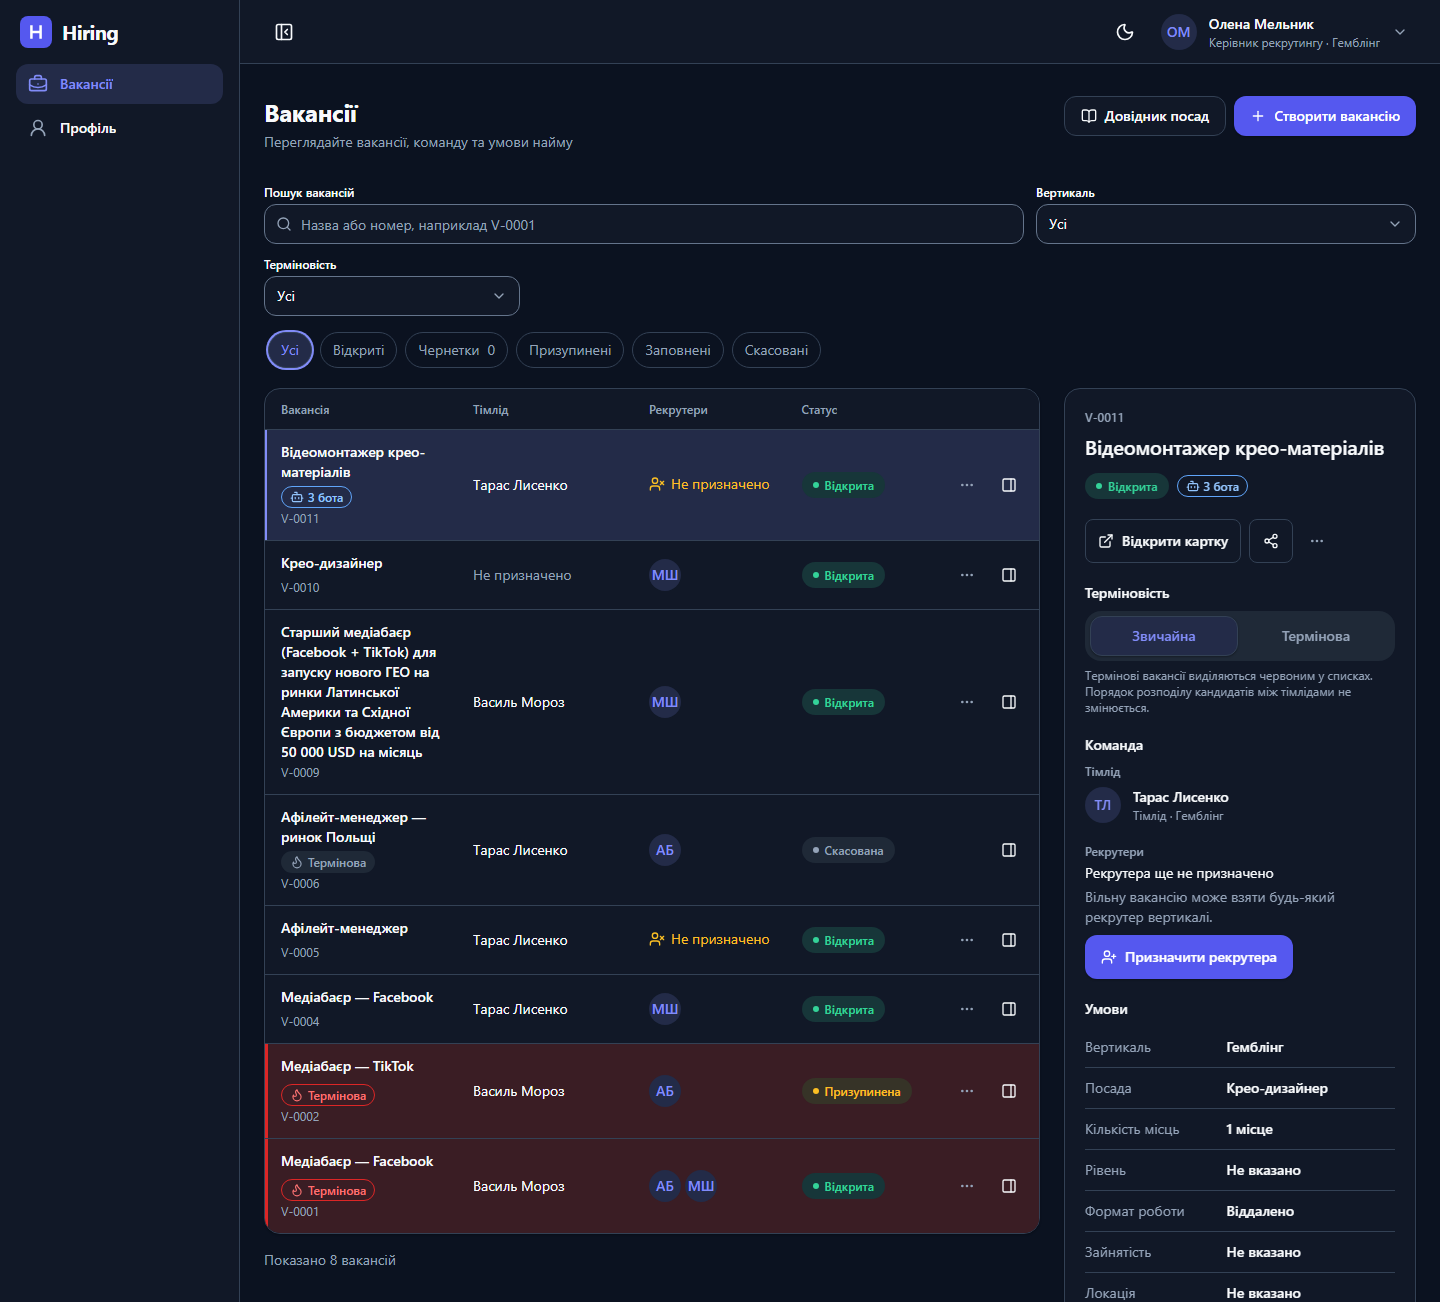 H Hiring
Вакансії
Профіль
ОМ
Олена Мельник
Керівник рекрутингу · Гемблінг
Вакансії
Переглядайте вакансії, команду та умови найму
Довідник посад
Створити вакансію
Пошук вакансій
Назва або номер, наприклад V-0001
Вертикаль
Усі
Терміновість
Усі
Усі
Відкриті
Чернетки 0
Призупинені
Заповнені
Скасовані
Вакансія Тімлід Рекрутери Статус
Відеомонтажер крео-
матеріалів
З бота
V-0011
Тарас Лисенко
Не призначено
Відкрита
Крео-дизайнер
V-0010
Не призначено
МШ
Відкрита
Старший медіабаєр
(Facebook + TikTok) для
запуску нового ГЕО на
ринки Латинської
Америки та Східної
Європи з бюджетом від
50 000 USD на місяць
V-0009
Василь Мороз
МШ
Відкрита
Афілейт-менеджер —
ринок Польщі
Термінова
V-0006
Тарас Лисенко
АБ
Скасована
Афілейт-менеджер
V-0005
Тарас Лисенко
Не призначено
Відкрита
Медіабаєр — Facebook
V-0004
Тарас Лисенко
МШ
Відкрита
Медіабаєр — TikTok
Термінова
V-0002
Василь Мороз
АБ
Призупинена
Медіабаєр — Facebook
Термінова
V-0001
Василь Мороз
АБ МШ
Відкрита
Показано 8 вакансій
V-0011
Відеомонтажер крео-матеріалів
Відкрита
З бота
Відкрити картку
Терміновість
Звичайна
Термінова
Термінові вакансії виділяються червоним у списках.
Порядок розподілу кандидатів між тімлідами не
змінюється.
Команда
Тімлід
ТЛ
Тарас Лисенко
Тімлід · Гемблінг
Рекрутери
Рекрутера ще не призначено
Вільну вакансію може взяти будь-який
рекрутер вертикалі.
Призначити рекрутера
Умови
Вертикаль Гемблінг
Посада Крео-дизайнер
Кількість місць 1 місце
Рівень Не вказано
Формат роботи Віддалено
Зайнятість Не вказано
Локація Не вказано